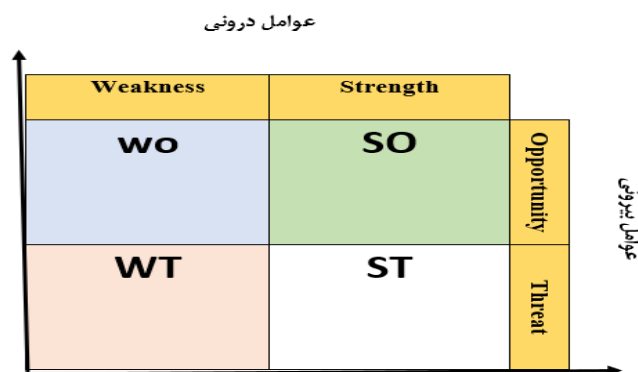 عوامل درونی
Weakness
Strength
wo
SO
Opportunity
عوامل بیرونی
WT
ST
Threat